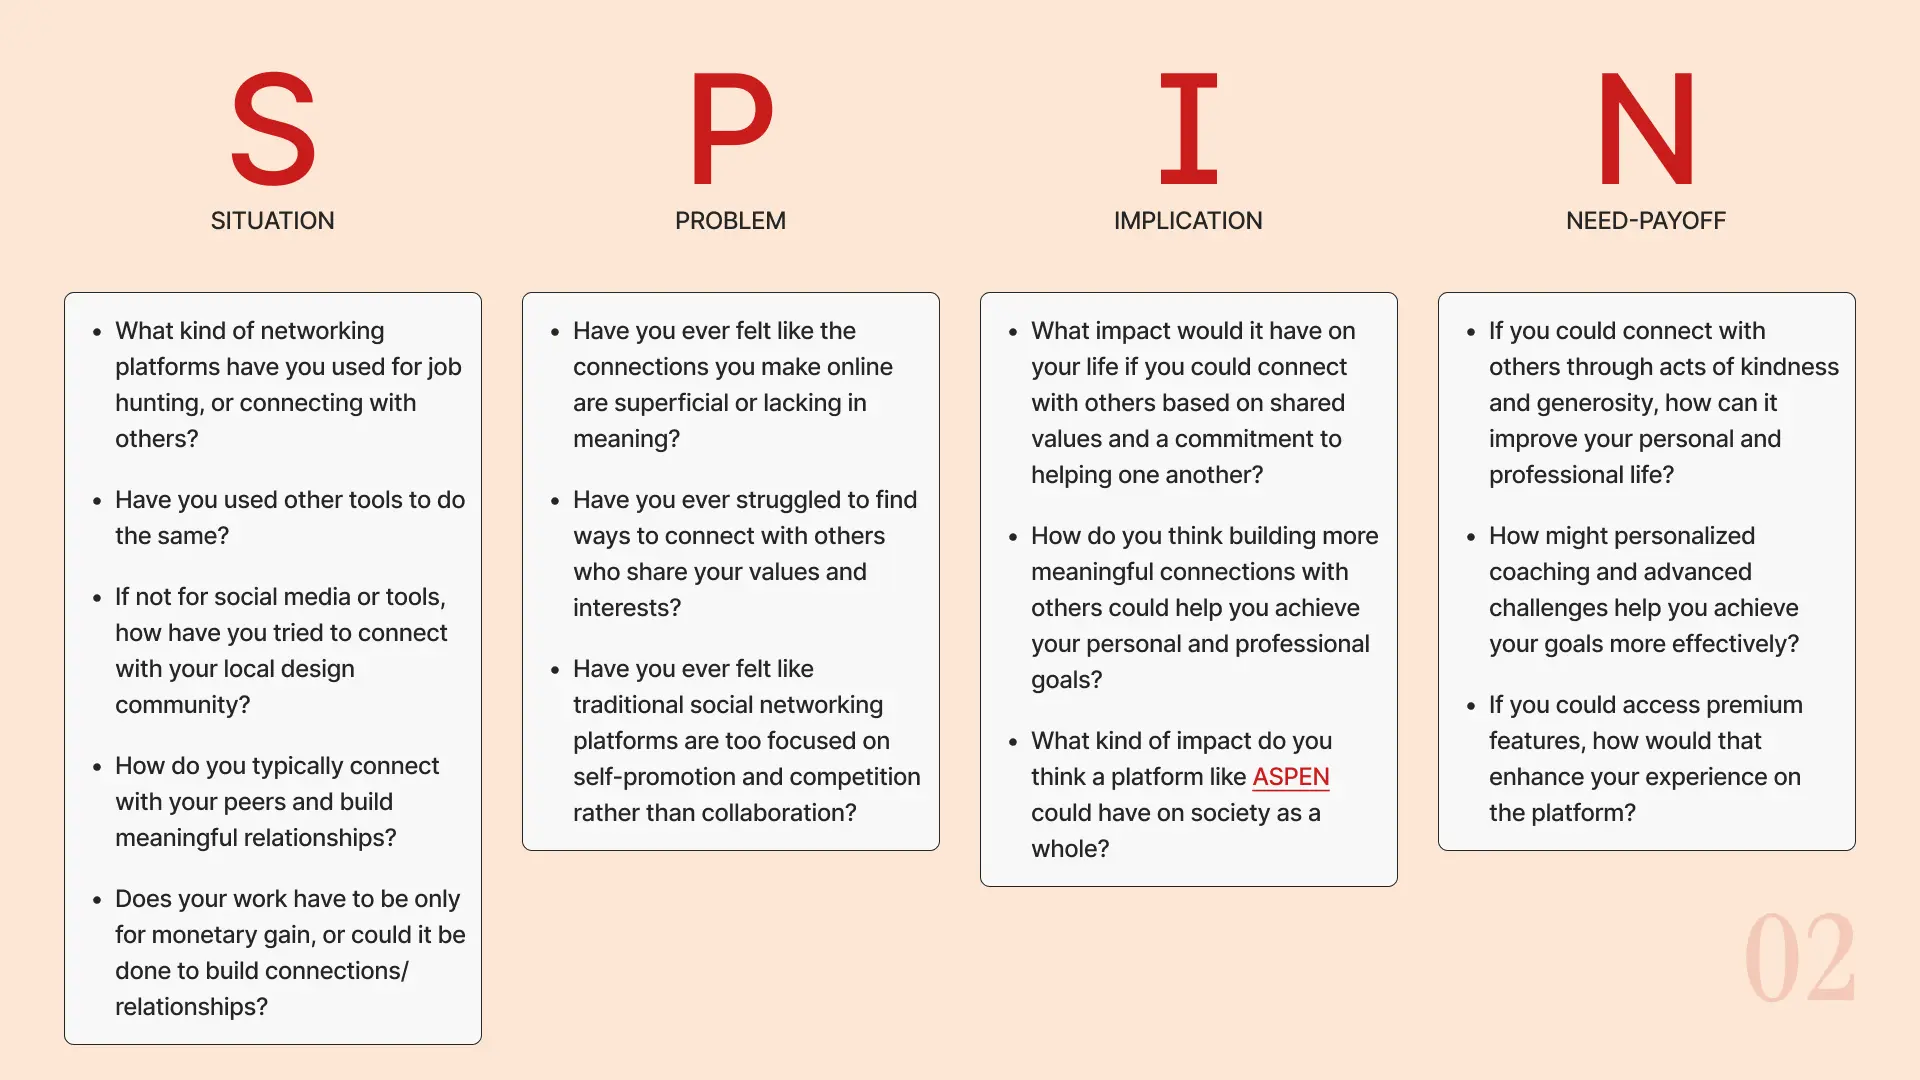 S
SITUATION
• What kind of networking
platforms have you used for job
hunting, or connecting with
others?
• Have you used other tools to do
the same?
• If not for social media or tools,
how have you tried to connect
with your local design
community?
• How do you typically connect
with your peers and build
meaningful relationships?
• Does your work have to be only
for monetary gain, or could it be
done to build connections/
relationships?
P
PROBLEM
• Have you ever felt like the
connections you make online
are superficial or lacking in
meaning?
• Have you ever struggled to find
ways to connect with others
who share your values and
interests?
• Have you ever felt like
traditional social networking
platforms are too focused on
self-promotion and competition
rather than collaboration?
I
IMPLICATION
• What impact would it have on
your life if you could connect
with others based on shared
values and a commitment to
helping one another?
• How do you think building more
meaningful connections with
others could help you achieve
your personal and professional
goals?
• What kind of impact do you
think a platform like ASPEN
could have on society as a
whole?
N
NEED-PAYOFF
• If you could connect with
others through acts of kindness
and generosity, how can it
improve your personal and
professional life?
• How might personalized
coaching and advanced
challenges help you achieve
your goals more effectively?
• If you could access premium
features, how would that
enhance your experience on
the platform?
02